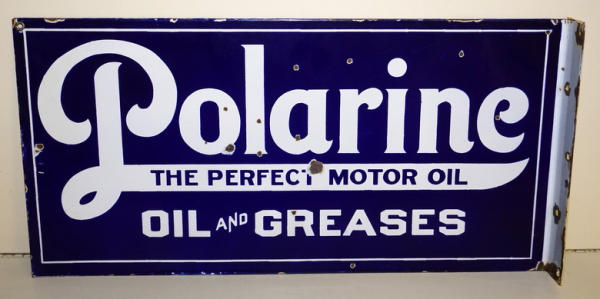 Polarine
THE PERFECT MOTOR OIL
OIL AND GREASES